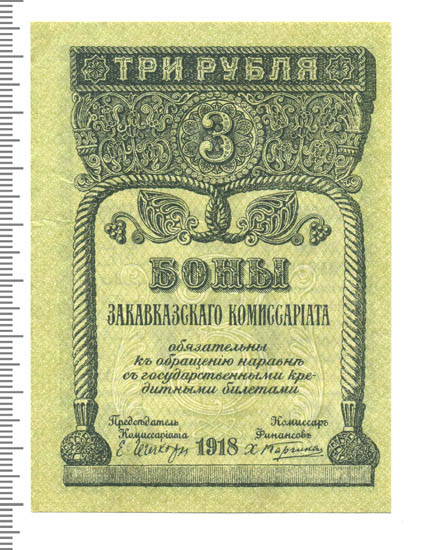 ТРИ РУБЛЯ
3
БОНЫ
ЗАКАВКАЗСКАГО КОМИССАРІАТА
обязательны
къ обращенію наравнѣ
съ государственными кре-
дитными билетами
Предсѣдатель Комиссаръ
Комиссаріата Финансовъ
1918